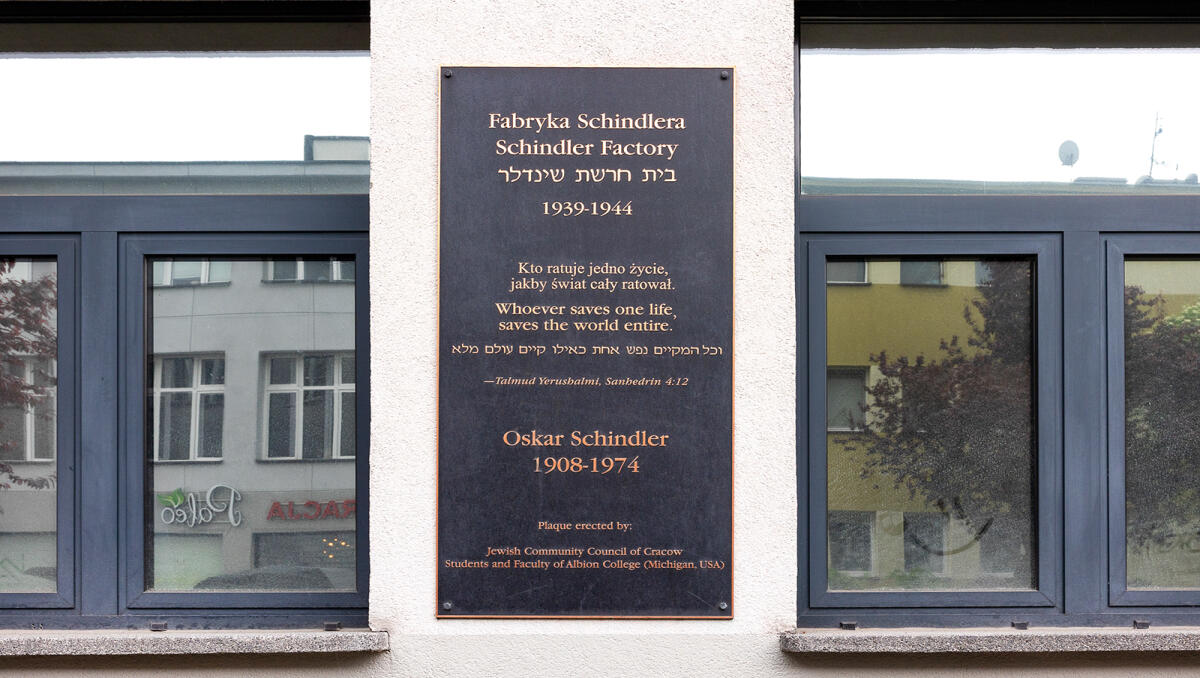 Fabryka Schindlera
Schindler Factory
בית חרשת שינדלר
1939-1944
Kto ratuje jedno życie,
jakby świat cały ratował.
Whoever saves one life,
saves the world entire.
וכל המקיים נפש אחת כאילו קיים עולם מלא
—Talmud Yerushalmi, Sanhedrin 4:12
Oskar Schindler
1908-1974
Plaque erected by:
Jewish Community Council of Cracow
Students and Faculty of Albion College (Michigan, USA)
Paleo